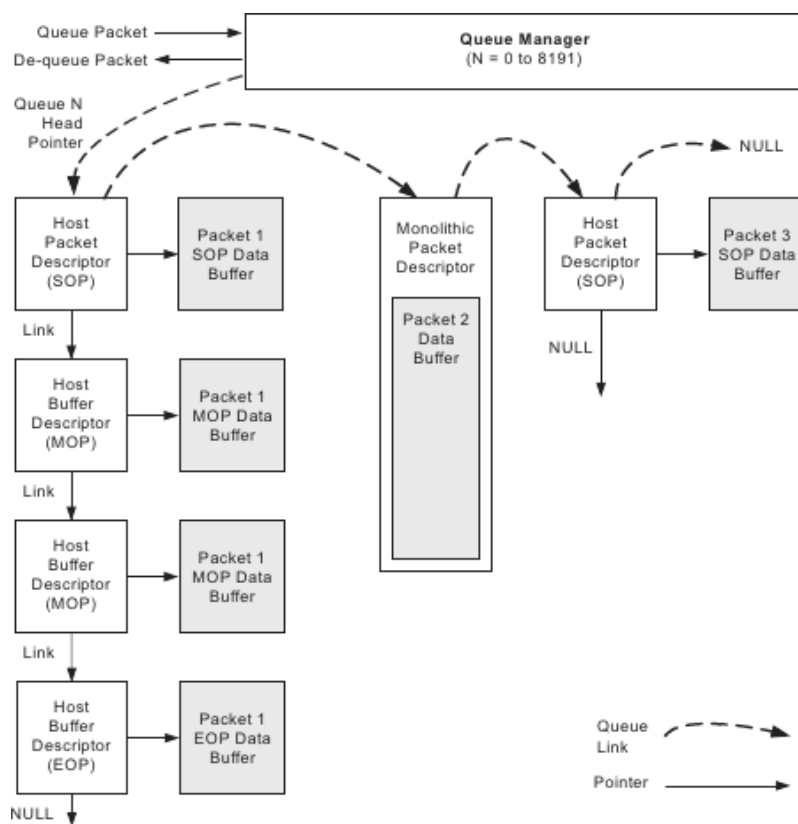 Queue Packet
De-queue Packet
Queue Manager
(N = 0 to 8191)
Queue N
Head
Pointer
NULL
Host
Packet
Descriptor
(SOP)
Packet 1
SOP Data
Buffer
Monolithic
Packet
Descriptor
Packet 2
Data
Buffer
Host
Packet
Descriptor
(SOP)
Packet 3
SOP Data
Buffer
Link
NULL
Host
Buffer
Descriptor
(MOP)
Packet 1
MOP Data
Buffer
Link
Host
Buffer
Descriptor
(MOP)
Packet 1
MOP Data
Buffer
Link
Host
Buffer
Descriptor
(EOP)
Packet 1
EOP Data
Buffer
NULL
Queue
Link
Pointer